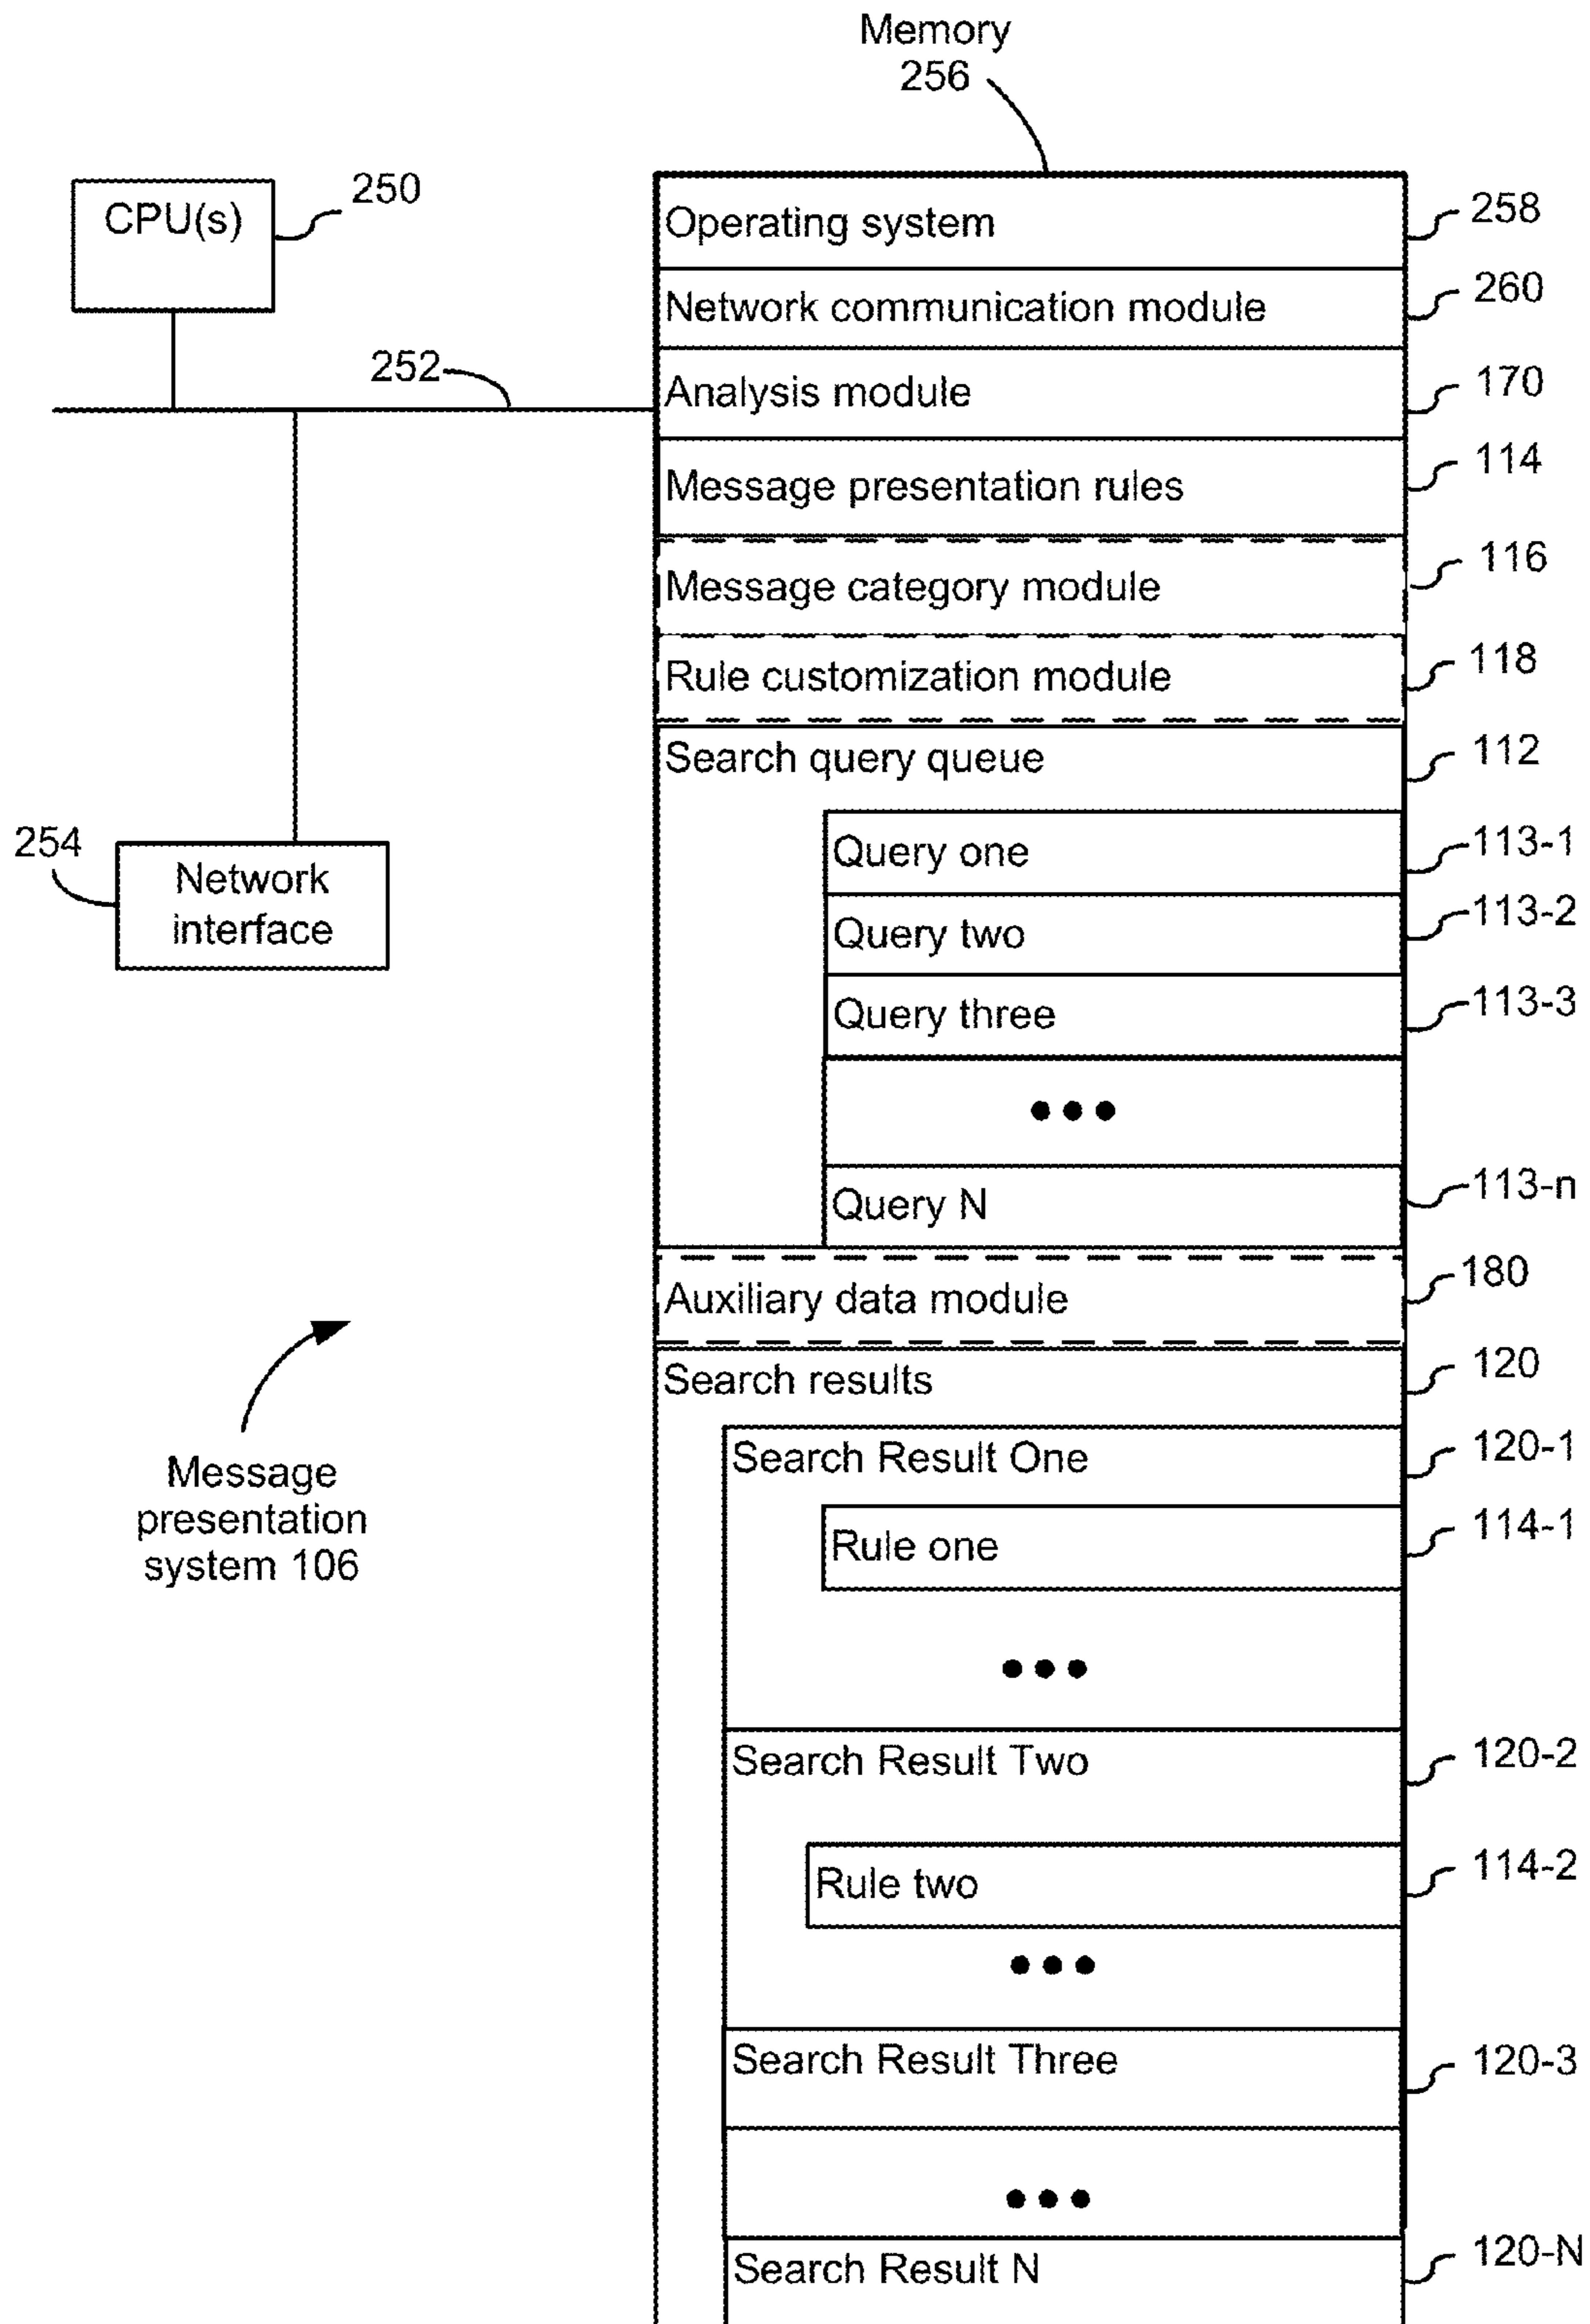 Memory
256
CPU(s)
250
Operating system
258
Network communication module
260
252
Analysis module
170
Message presentation rules
114
Message category module
116
Rule customization module
118
Search query queue
112
Query one
113-1
254
Network
interface
Query two
113-2
Query three
113-3
Query N
113-n
Auxiliary data module
180
Search results
120
Search Result One
120-1
Message
presentation
system 106
Rule one
114-1
Search Result Two
120-2
Rule two
114-2
Search Result Three
120-3
Search Result N
120-N